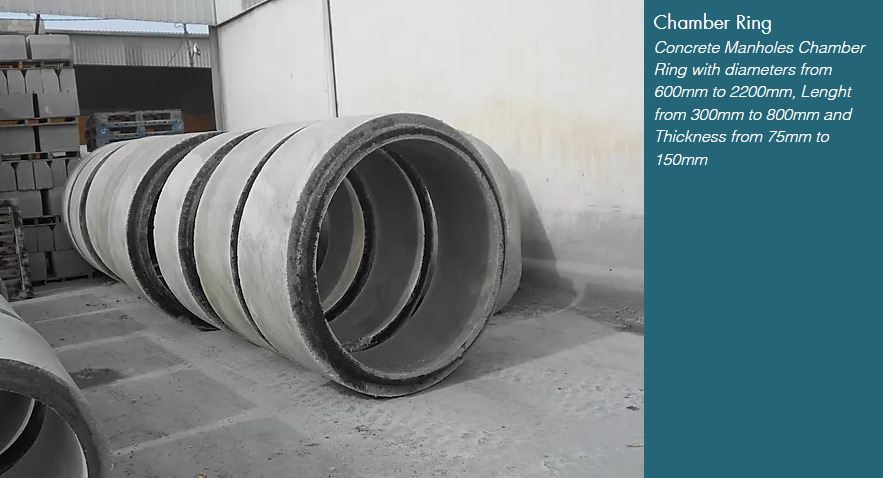 Chamber Ring
Concrete Manholes Chamber
Ring with diameters from
600mm to 2200mm, Lenght
from 300mm to 800mm and
Thickness from 75mm to
150mm